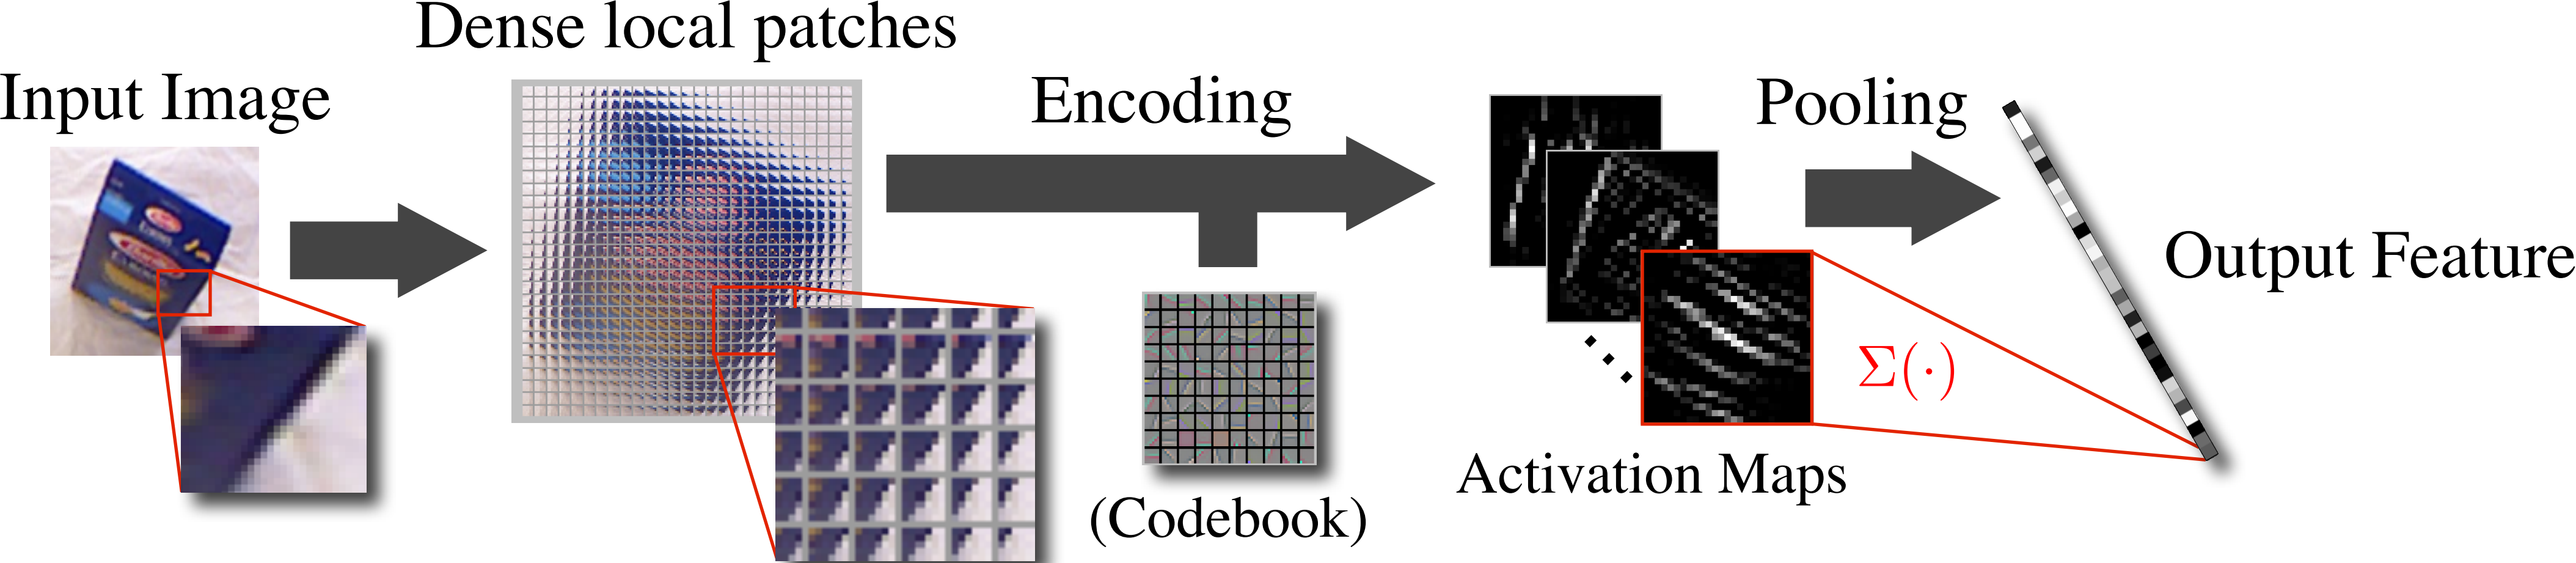 Input Image
Dense local patches
Encoding
(Codebook)
Activation Maps
Pooling
Σ(·)
Output Feature